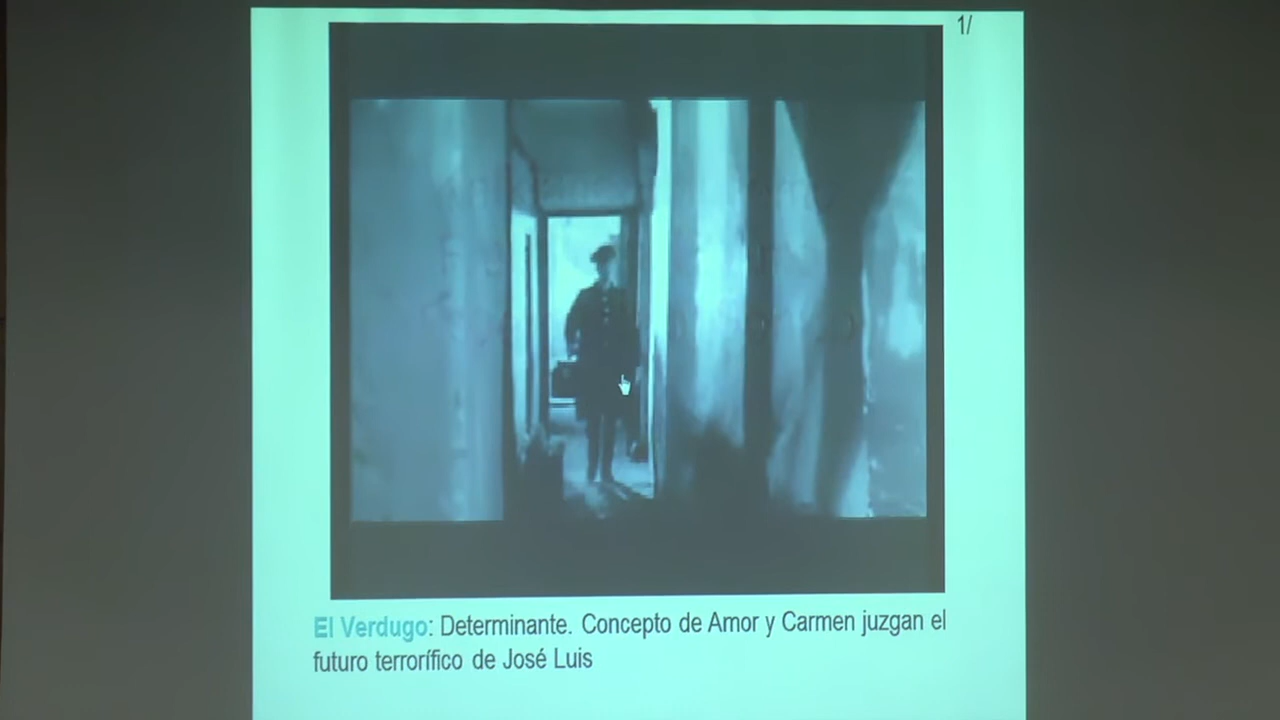 1/
El Verdugo: Determinante. Concepto de Amor y Carmen juzgan el
futuro terrorífico de José Luis